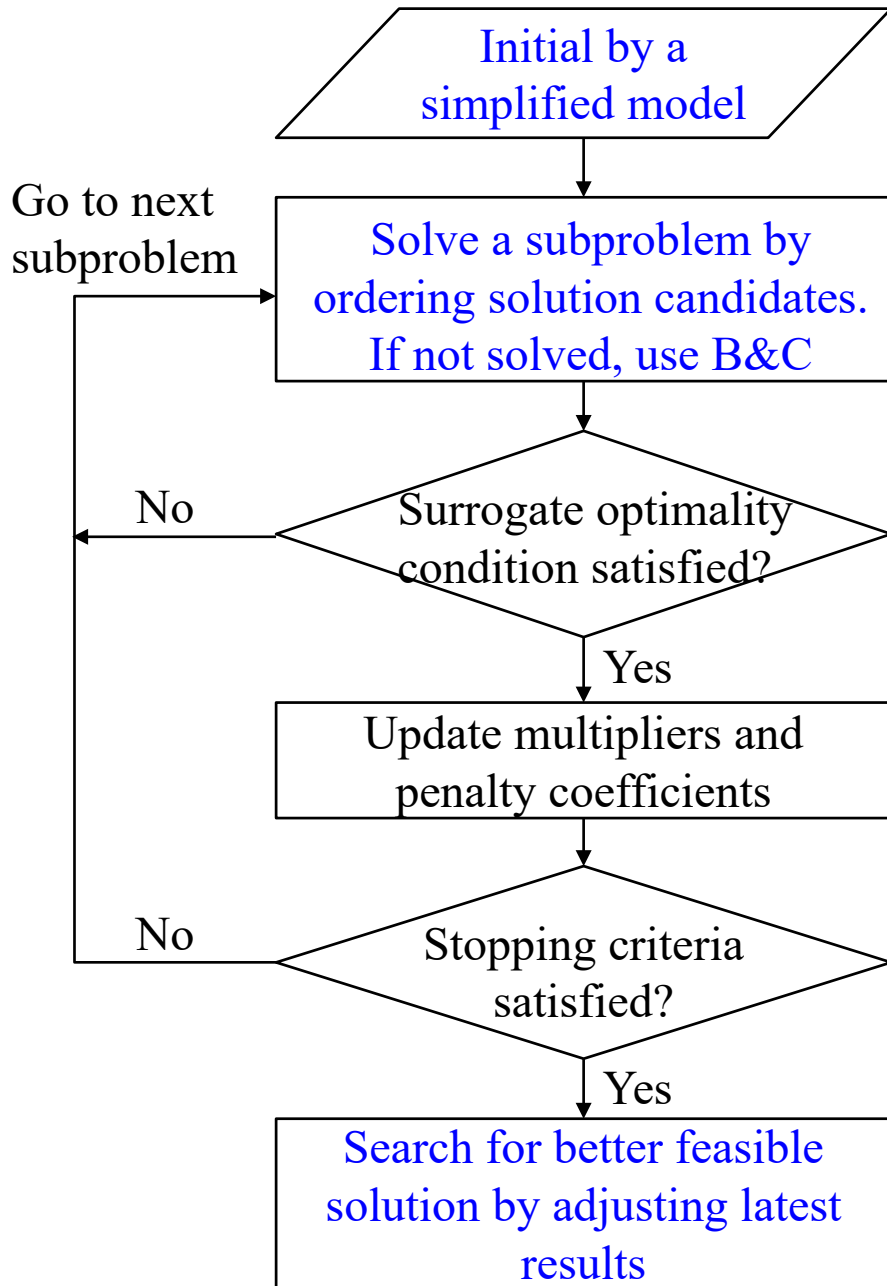 Initial by a
simplified model
Go to next
subproblem
Solve a subproblem by
ordering solution candidates.
If not solved, use B&C
No
Surrogate optimality
condition satisfied?
Yes
Update multipliers and
penalty coefficients
No
Stopping criteria
satisfied?
Yes
Search for better feasible
solution by adjusting latest
results